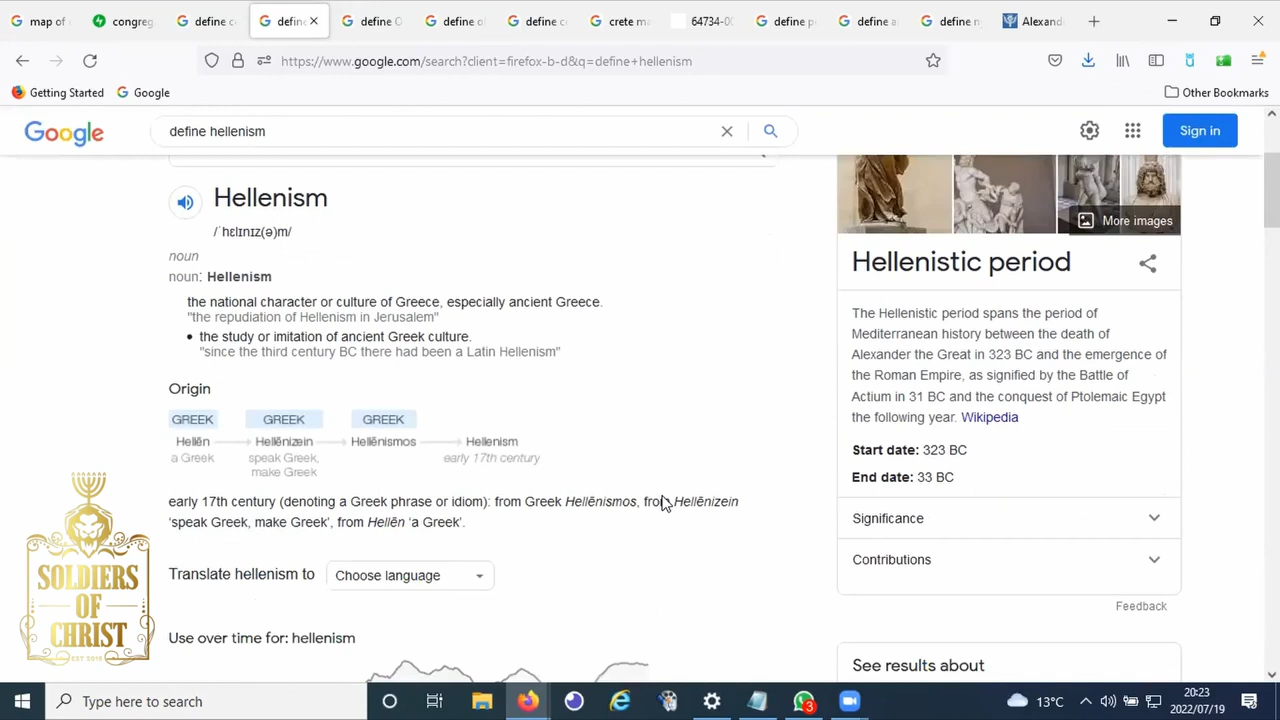 map of
congreg
define c
define
define O
define ol
define c
crete ma
64734-00
define p
define a
define n
Alexand
https://www.google.com/search?client=firefox-b-d&q=define+hellenism
Getting Started
Google
Other Bookmarks
Google
define hellenism
Sign in
Hellenism
/ˈhɛlɪnɪz(ə)m/
noun
noun: Hellenism
the national character or culture of Greece, especially ancient Greece.
"the repudiation of Hellenism in Jerusalem"
• the study or imitation of ancient Greek culture.
"since the third century BC there had been a Latin Hellenism"
Origin
GREEK GREEK GREEK
Hellēn Hellēnizein Hellēnismos Hellenism
a Greek speak Greek, early 17th century
make Greek
early 17th century (denoting a Greek phrase or idiom): from Greek Hellēnismos, from Hellēnizein
‘speak Greek, make Greek’, from Hellēn ‘a Greek’.
Translate hellenism to Choose language
Use over time for: hellenism
More images
Hellenistic period
The Hellenistic period spans the period of
Mediterranean history between the death of
Alexander the Great in 323 BC and the emergence of
the Roman Empire, as signified by the Battle of
Actium in 31 BC and the conquest of Ptolemaic Egypt
the following year. Wikipedia
Start date: 323 BC
End date: 33 BC
Significance
Contributions
Feedback
See results about
SOLDIERS
OF
CHRIST
EST 2015
Type here to search
3
13°C
20:23
2022/07/19